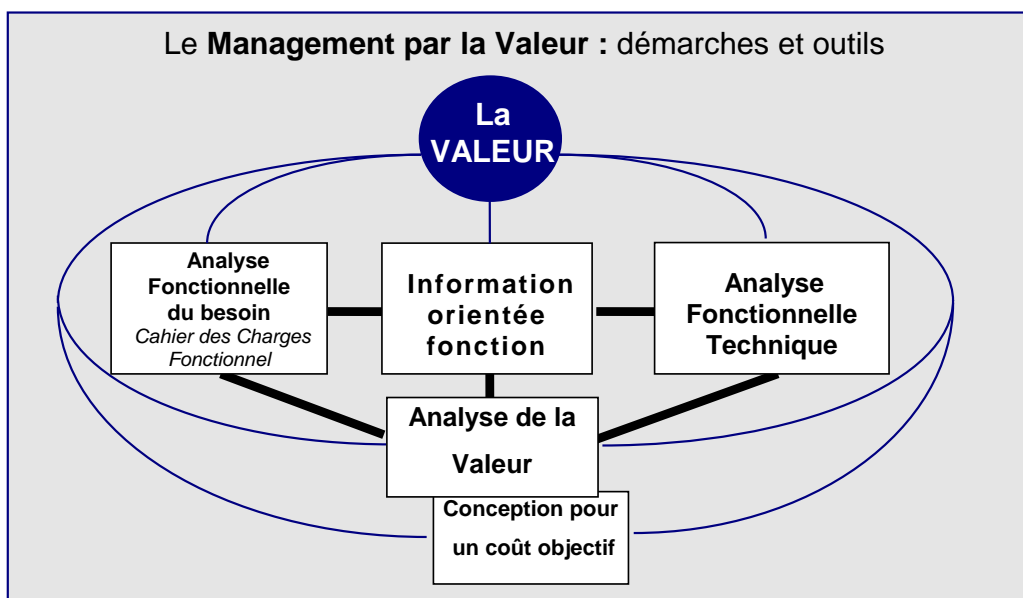 Le Management par la Valeur : démarches et outils
La
VALEUR
Analyse
Fonctionnelle
du besoin
Cahier des Charges
Fonctionnel
Information
orientée
fonction
Analyse
Fonctionnelle
Technique
Analyse de la
Valeur
Conception pour
un coût objectif